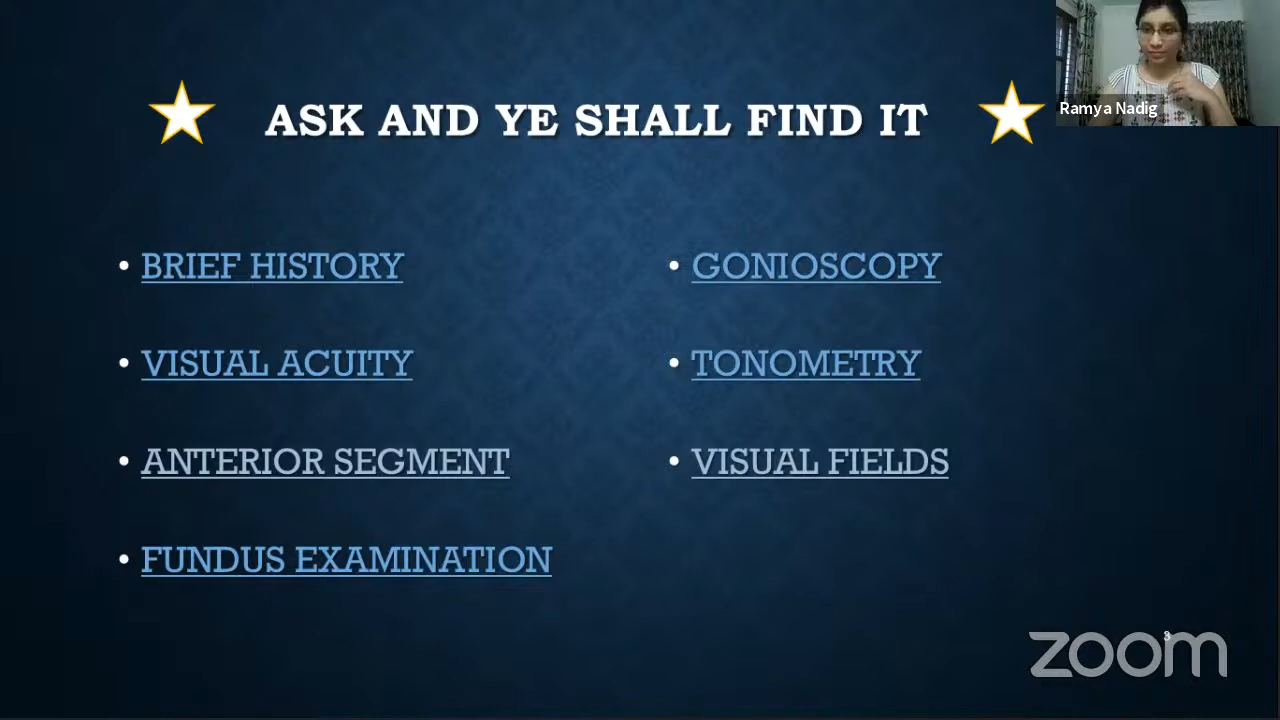 ASK AND YE SHALL FIND IT
Ramya Nadig
• BRIEF HISTORY
• VISUAL ACUITY
• ANTERIOR SEGMENT
• FUNDUS EXAMINATION
• GONIOSCOPY
• TONOMETRY
• VISUAL FIELDS
3
zoom